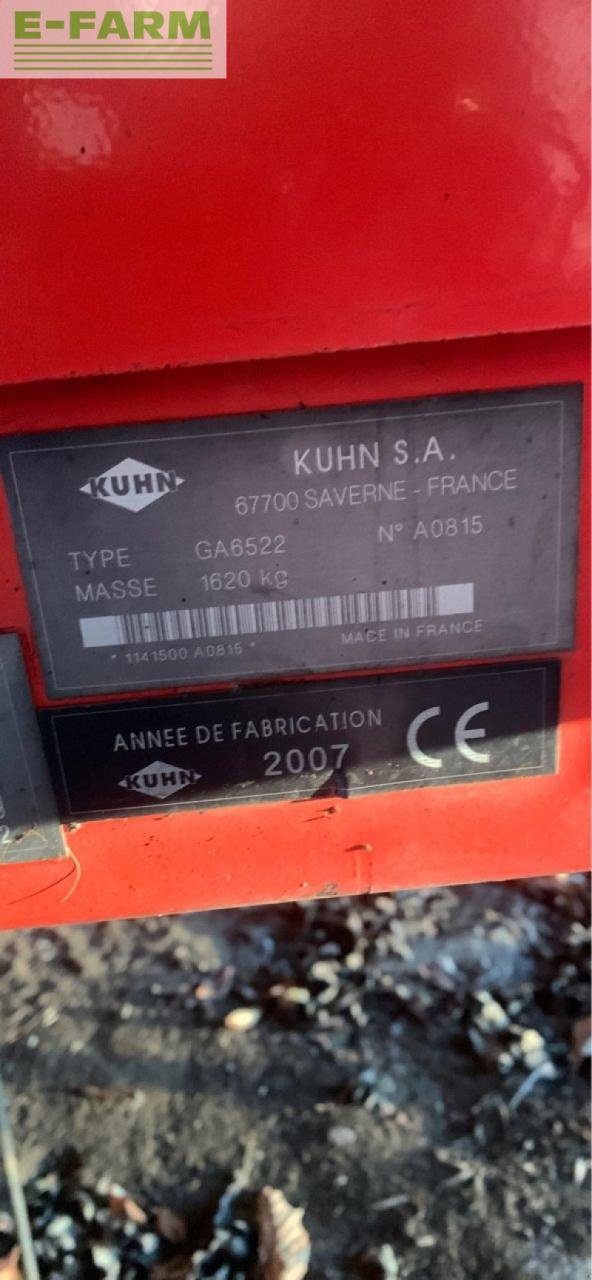 E-FARM
KUHN
KUHN S.A.
67700 SAVERNE - FRANCE
TYPE GA6522 N° A0815
MASSE 1620 kg
* 1141500 A0815 * MADE IN FRANCE
ANNEE DE FABRICATION
KUHN 2007 CE
2